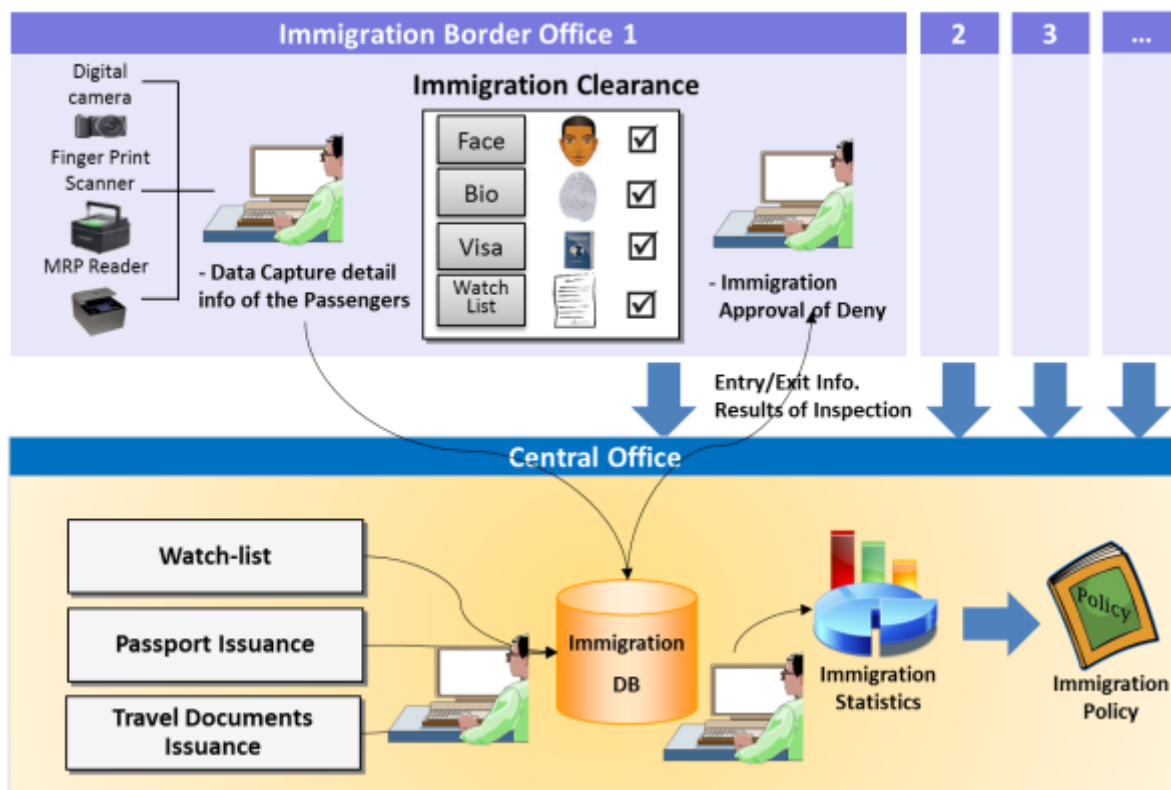 Immigration Border Office 1
2
3
...
Digital
camera
Finger Print
Scanner
MRP Reader
- Data Capture detail
info of the Passengers
Immigration Clearance
Face
Bio
Visa
Watch
List
- Immigration
Approval of Deny
Entry/Exit Info.
Results of Inspection
Central Office
Watch-list
Passport Issuance
Travel Documents
Issuance
Immigration
DB
Immigration
Statistics
Policy
Immigration
Policy